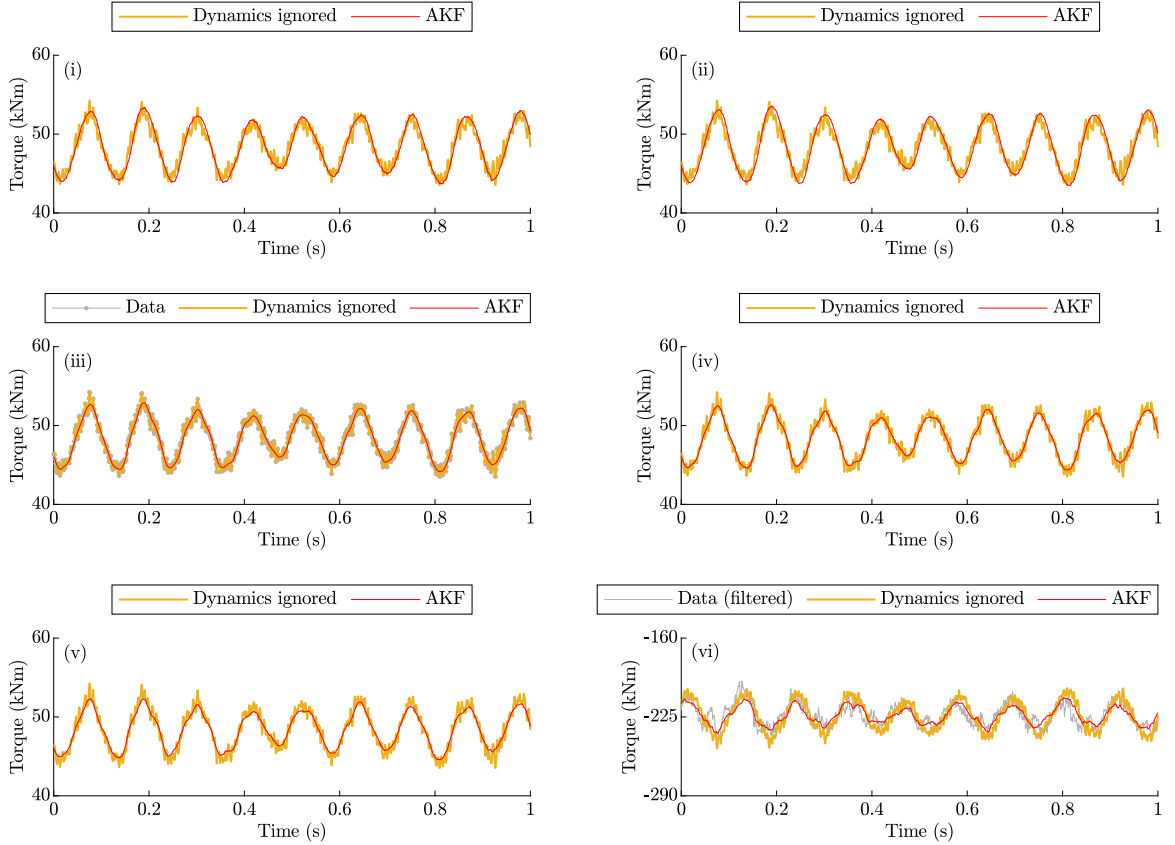 Dynamics ignored AKF
Dynamics ignored AKF
60
(i)
50
40
Torque (kNm)
0 0.2 0.4 0.6 0.8 1
Time (s)
60
(ii)
50
40
Torque (kNm)
0 0.2 0.4 0.6 0.8 1
Time (s)
Data Dynamics ignored AKF
Dynamics ignored AKF
60
(iii)
50
40
Torque (kNm)
0 0.2 0.4 0.6 0.8 1
Time (s)
60
(iv)
50
40
Torque (kNm)
0 0.2 0.4 0.6 0.8 1
Time (s)
Dynamics ignored AKF
Data (filtered) Dynamics ignored AKF
60
(v)
50
40
Torque (kNm)
0 0.2 0.4 0.6 0.8 1
Time (s)
-160
(vi)
-225
-290
Torque (kNm)
0 0.2 0.4 0.6 0.8 1
Time (s)